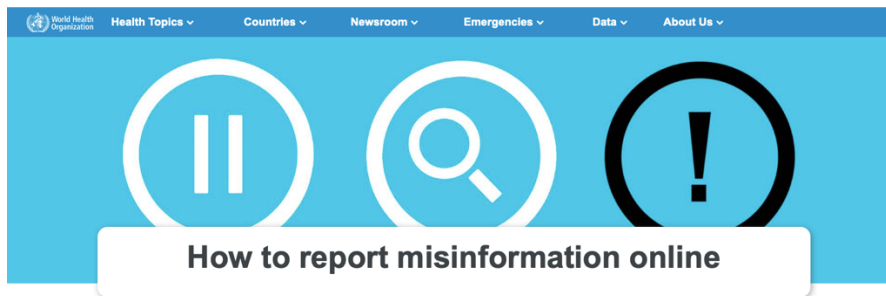 World Health
Organization
Health Topics
Countries
Newsroom
Emergencies
Data
About Us
!
How to report misinformation online